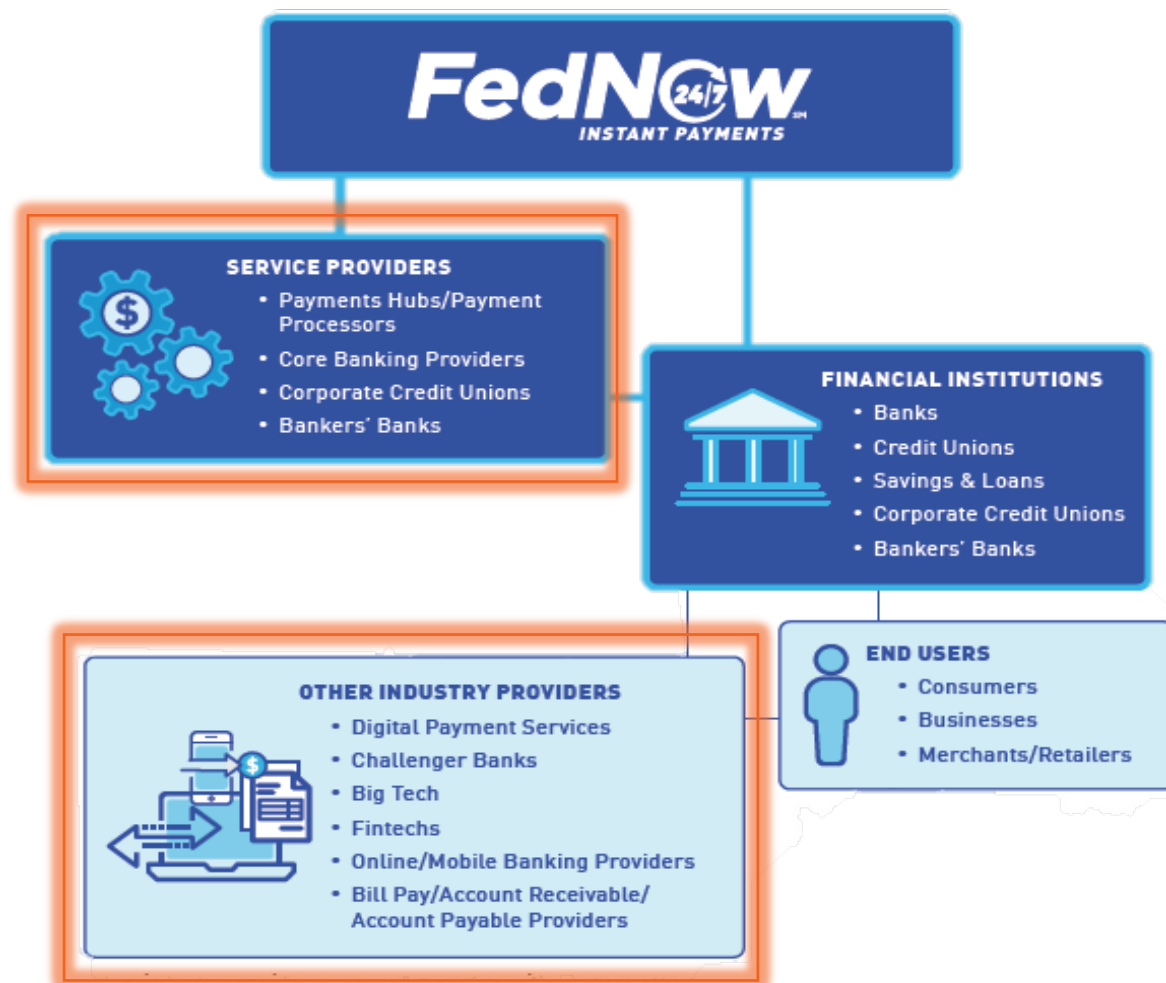 FedNow
24/7
SM
INSTANT PAYMENTS
SERVICE PROVIDERS
• Payments Hubs/Payment
Processors
• Core Banking Providers
• Corporate Credit Unions
• Bankers' Banks
$
FINANCIAL INSTITUTIONS
• Banks
• Credit Unions
• Savings & Loans
• Corporate Credit Unions
• Bankers' Banks
OTHER INDUSTRY PROVIDERS
• Digital Payment Services
• Challenger Banks
• Big Tech
• Fintechs
• Online/Mobile Banking Providers
• Bill Pay/Account Receivable/
Account Payable Providers
$
END USERS
• Consumers
• Businesses
• Merchants/Retailers